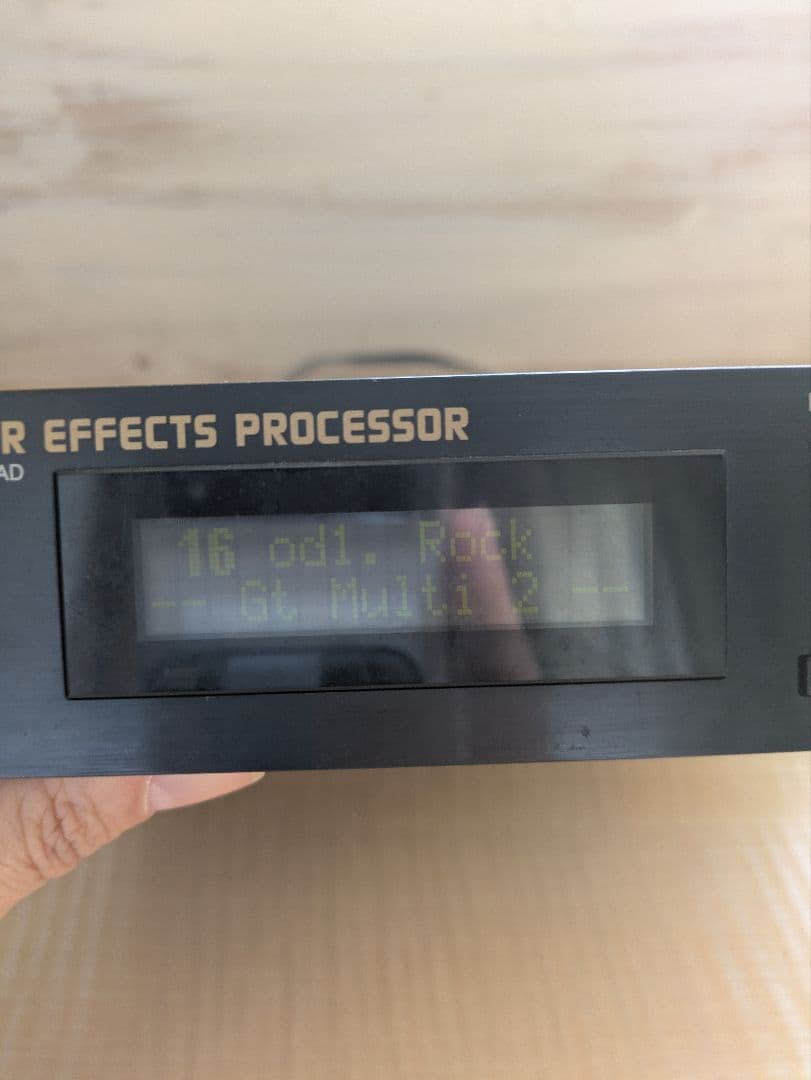 R EFFECTS PROCESSOR
AD
16 od1. Rock
-- Gt Multi 2 --